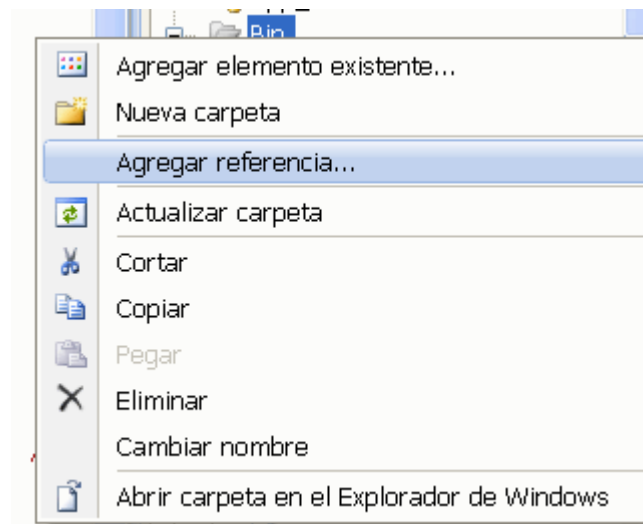 Bin
Agregar elemento existente...
Nueva carpeta
Agregar referencia...
Actualizar carpeta
Cortar
Copiar
Pegar
Eliminar
Cambiar nombre
Abrir carpeta en el Explorador de Windows